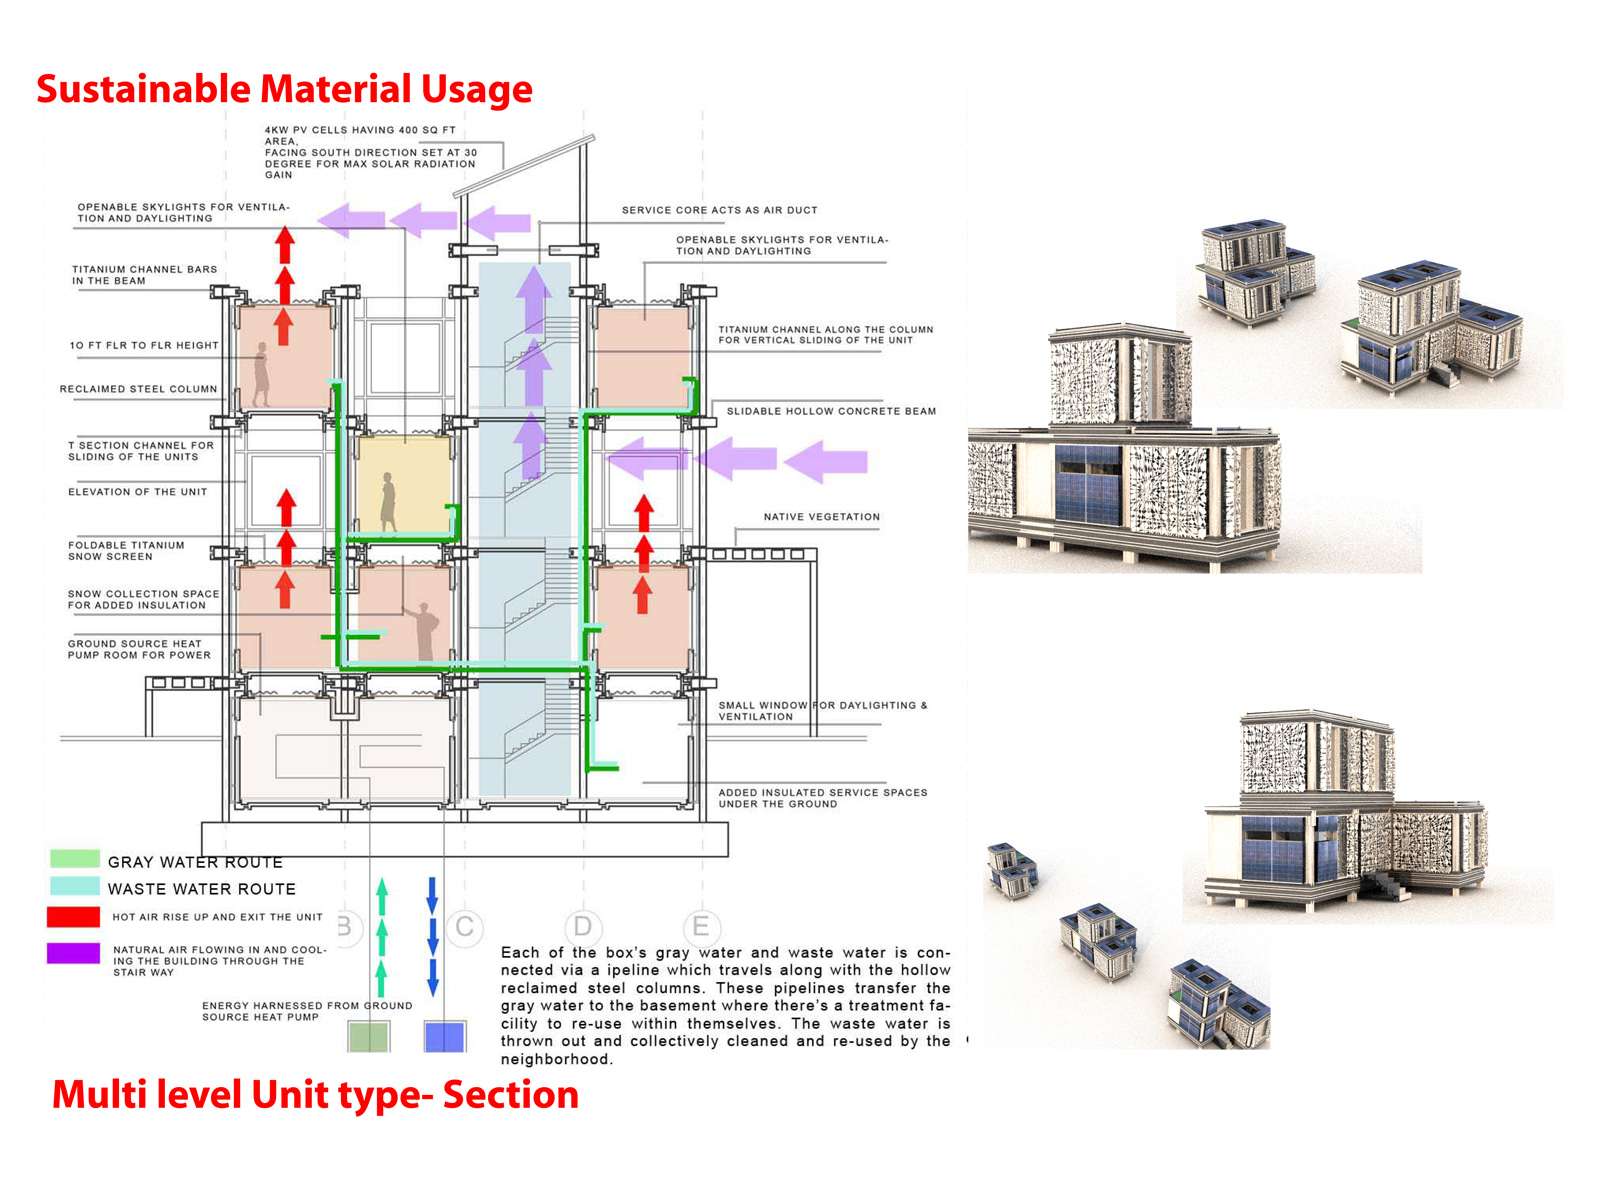 Sustainable Material Usage
4KW PV CELLS HAVING 400 SQ FT
AREA,
FACING SOUTH DIRECTION SET AT 30
DEGREE FOR MAX SOLAR RADIATION
GAIN
OPENABLE SKYLIGHTS FOR VENTILA-
TION AND DAYLIGHTING
TITANIUM CHANNEL BARS
IN THE BEAM
10 FT FLR TO FLR HEIGHT
RECLAIMED STEEL COLUMN
T SECTION CHANNEL FOR
SLIDING OF THE UNITS
ELEVATION OF THE UNIT
FOLDABLE TITANIUM
SNOW SCREEN
SNOW COLLECTION SPACE
FOR ADDED INSULATION
GROUND SOURCE HEAT
PUMP ROOM FOR POWER
SERVICE CORE ACTS AS AIR DUCT
OPENABLE SKYLIGHTS FOR VENTILA-
TION AND DAYLIGHTING
TITANIUM CHANNEL ALONG THE COLUMN
FOR VERTICAL SLIDING OF THE UNIT
SLIDABLE HOLLOW CONCRETE BEAM
NATIVE VEGETATION
SMALL WINDOW FOR DAYLIGHTING &
VENTILATION
ADDED INSULATED SERVICE SPACES
UNDER THE GROUND
GRAY WATER ROUTE
WASTE WATER ROUTE
HOT AIR RISE UP AND EXIT THE UNIT
NATURAL AIR FLOWING IN AND COOL-
ING THE BUILDING THROUGH THE
STAIR WAY
B C D E
ENERGY HARNESSED FROM GROUND
SOURCE HEAT PUMP
Each of the box's gray water and waste water is con-
nected via a ipeline which travels along with the hollow
reclaimed steel columns. These pipelines transfer the
gray water to the basement where there's a treatment fa-
cility to re-use within themselves. The waste water is
thrown out and collectively cleaned and re-used by the
neighborhood.
Multi level Unit type- Section